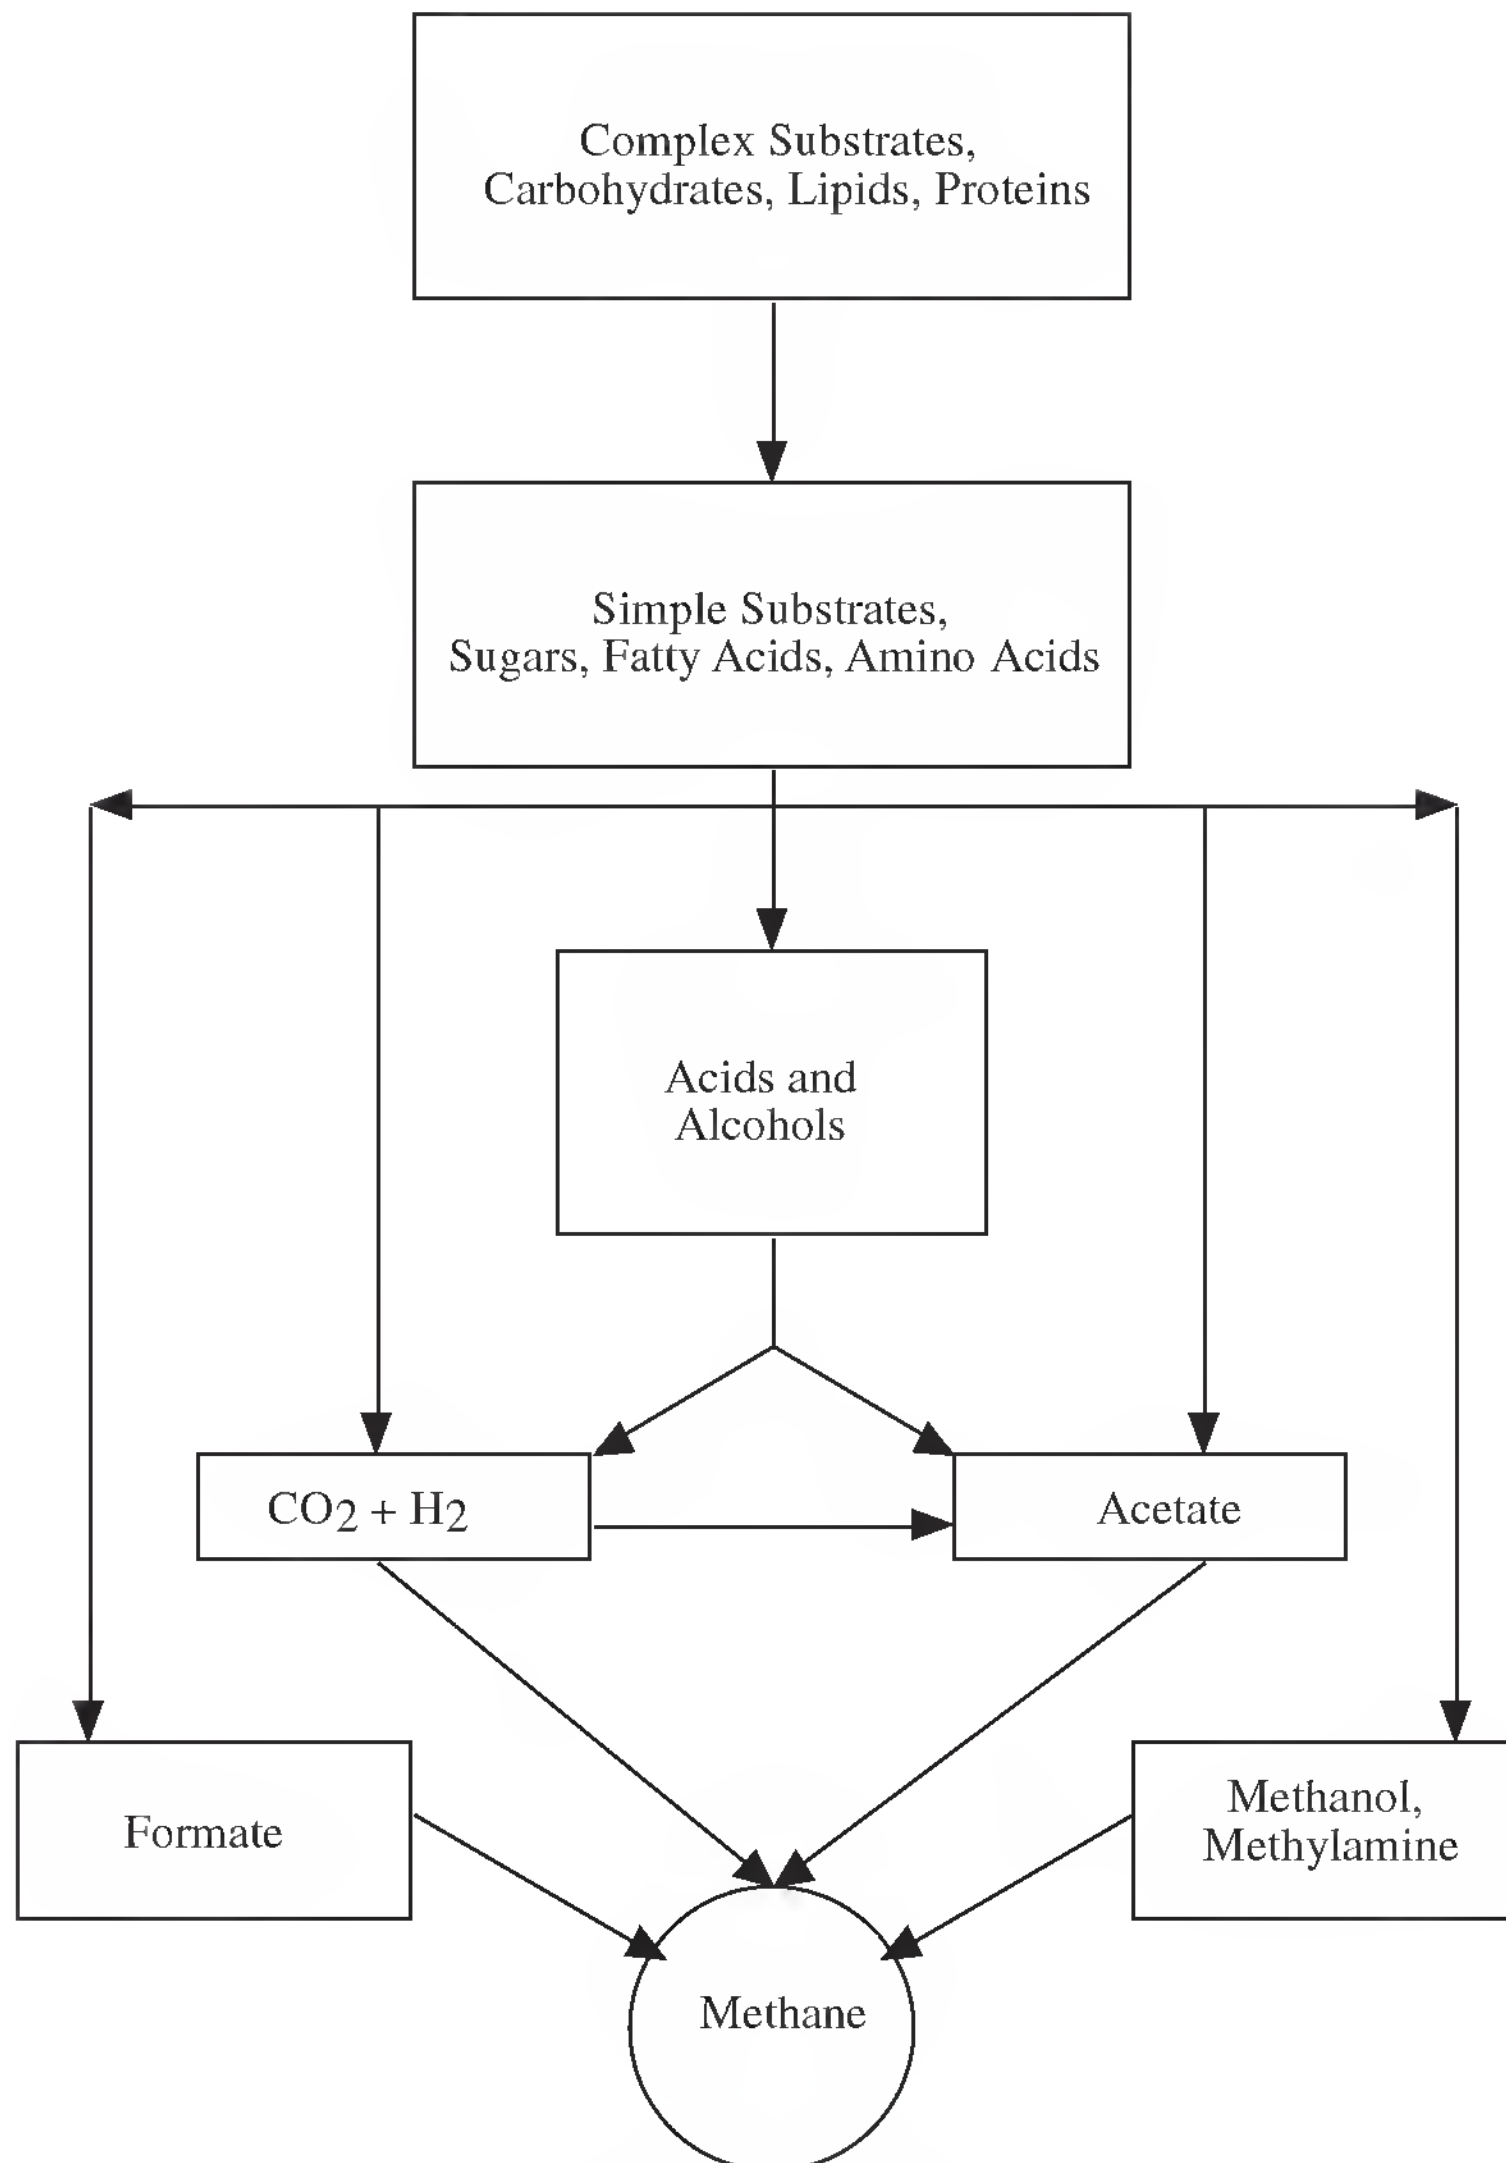 Complex Substrates,
Carbohydrates, Lipids, Proteins
Simple Substrates,
Sugars, Fatty Acids, Amino Acids
Acids and
Alcohols
CO2 + H2
Acetate
Formate
Methanol,
Methylamine
Methane